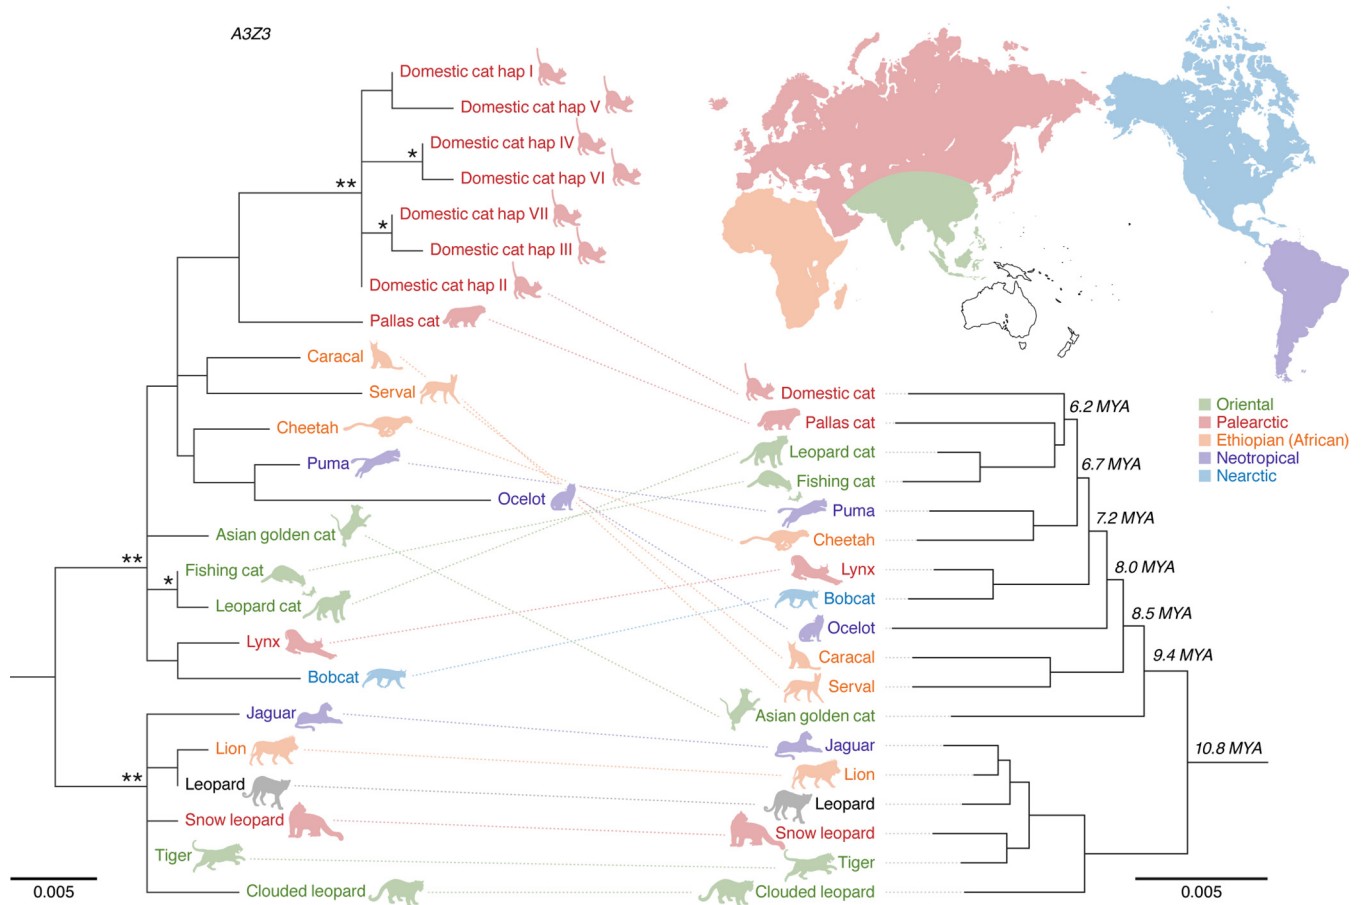 A3Z3
Domestic cat hap I
Domestic cat hap V
Domestic cat hap IV
**
*
Domestic cat hap VI
**
Domestic cat hap VII
*
Domestic cat hap III
Domestic cat hap II
Pallas cat
Caracal
Serval
Cheetah
Puma
Ocelot
Asian golden cat
**
Fishing cat
*
Leopard cat
Lynx
Bobcat
Jaguar
Lion
**
Leopard
Snow leopard
Tiger
Clouded leopard
0.005
Domestic cat
Pallas cat
Leopard cat
Fishing cat
Puma
Cheetah
Lynx
Bobcat
Ocelot
Caracal
Serval
Asian golden cat
Jaguar
Lion
Leopard
Snow leopard
Tiger
Clouded leopard
6.2 MYA
6.7 MYA
7.2 MYA
8.0 MYA
8.5 MYA
9.4 MYA
10.8 MYA
0.005
Oriental
Palearctic
Ethiopian (African)
Neotropical
Nearctic